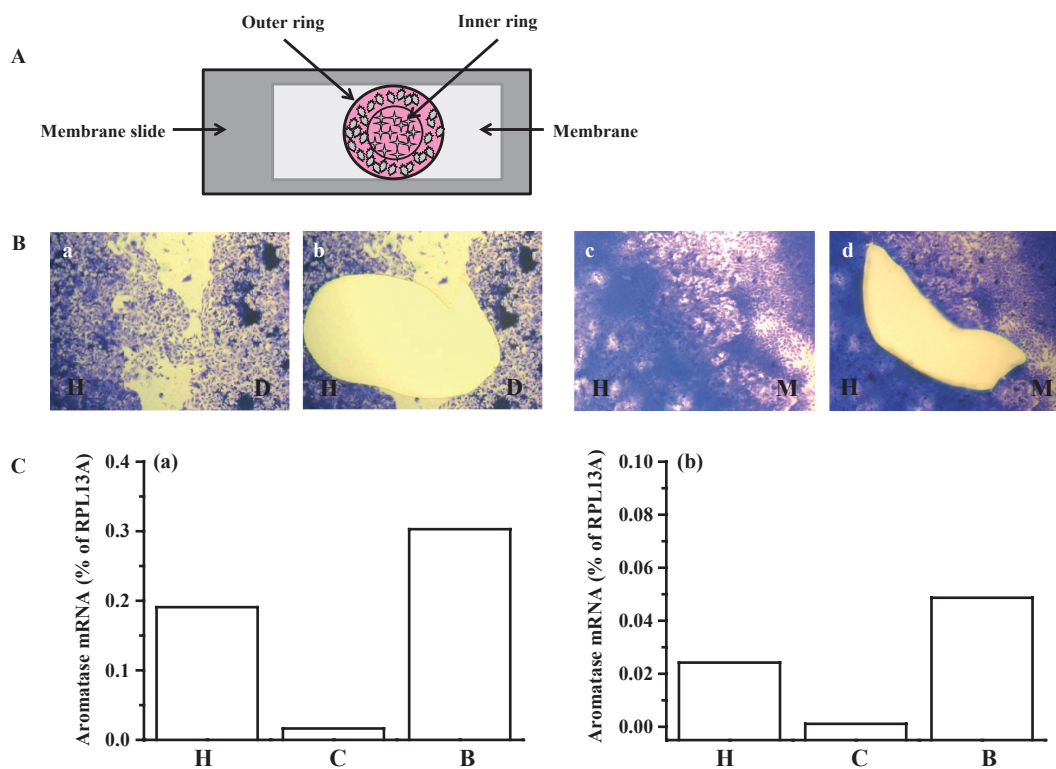 Outer ring
Inner ring
A
Membrane slide
Membrane
B
a
b
c
d
H
D
H
D
H
M
H
M
C
(a)
Aromatase mRNA (% of RPL13A)
0.4
0.3
0.2
0.1
0.0
H
C
B
(b)
Aromatase mRNA (% of RPL13A)
0.10
0.08
0.06
0.04
0.02
0.00
H
C
B